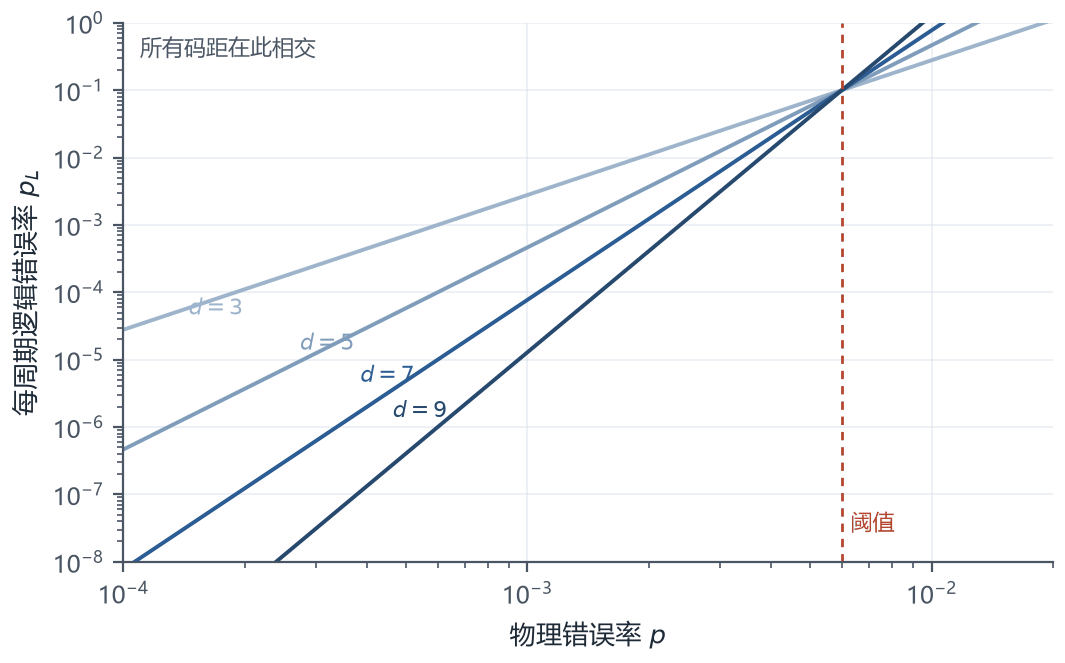 10⁰
所有码距在此相交
10⁻¹
10⁻²
10⁻³
10⁻⁴
10⁻⁵
10⁻⁶
10⁻⁷
10⁻⁸
每周期逻辑错误率 p_L
d = 3
d = 5
d = 7
d = 9
阈值
10⁻⁴
10⁻³
10⁻²
物理错误率 p